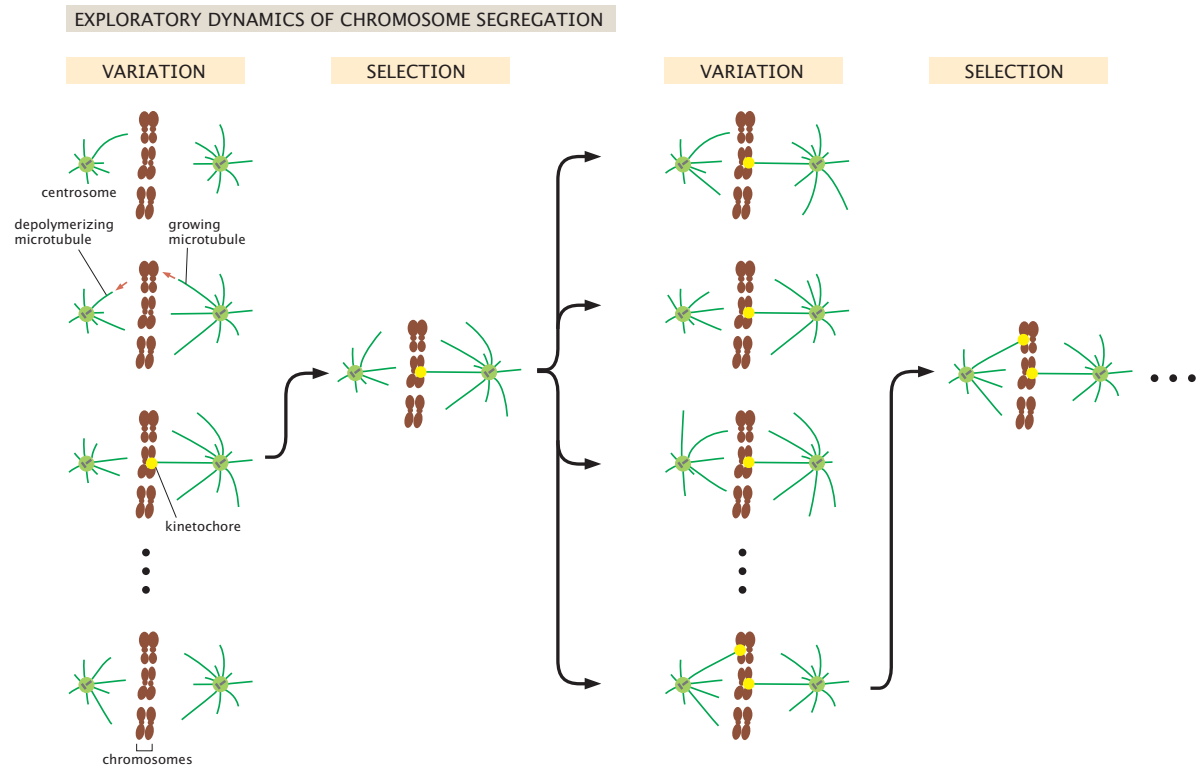 EXPLORATORY DYNAMICS OF CHROMOSOME SEGREGATION
VARIATION
SELECTION
VARIATION
SELECTION
centrosome
depolymerizing
microtubule
growing
microtubule
kinetochore
chromosomes